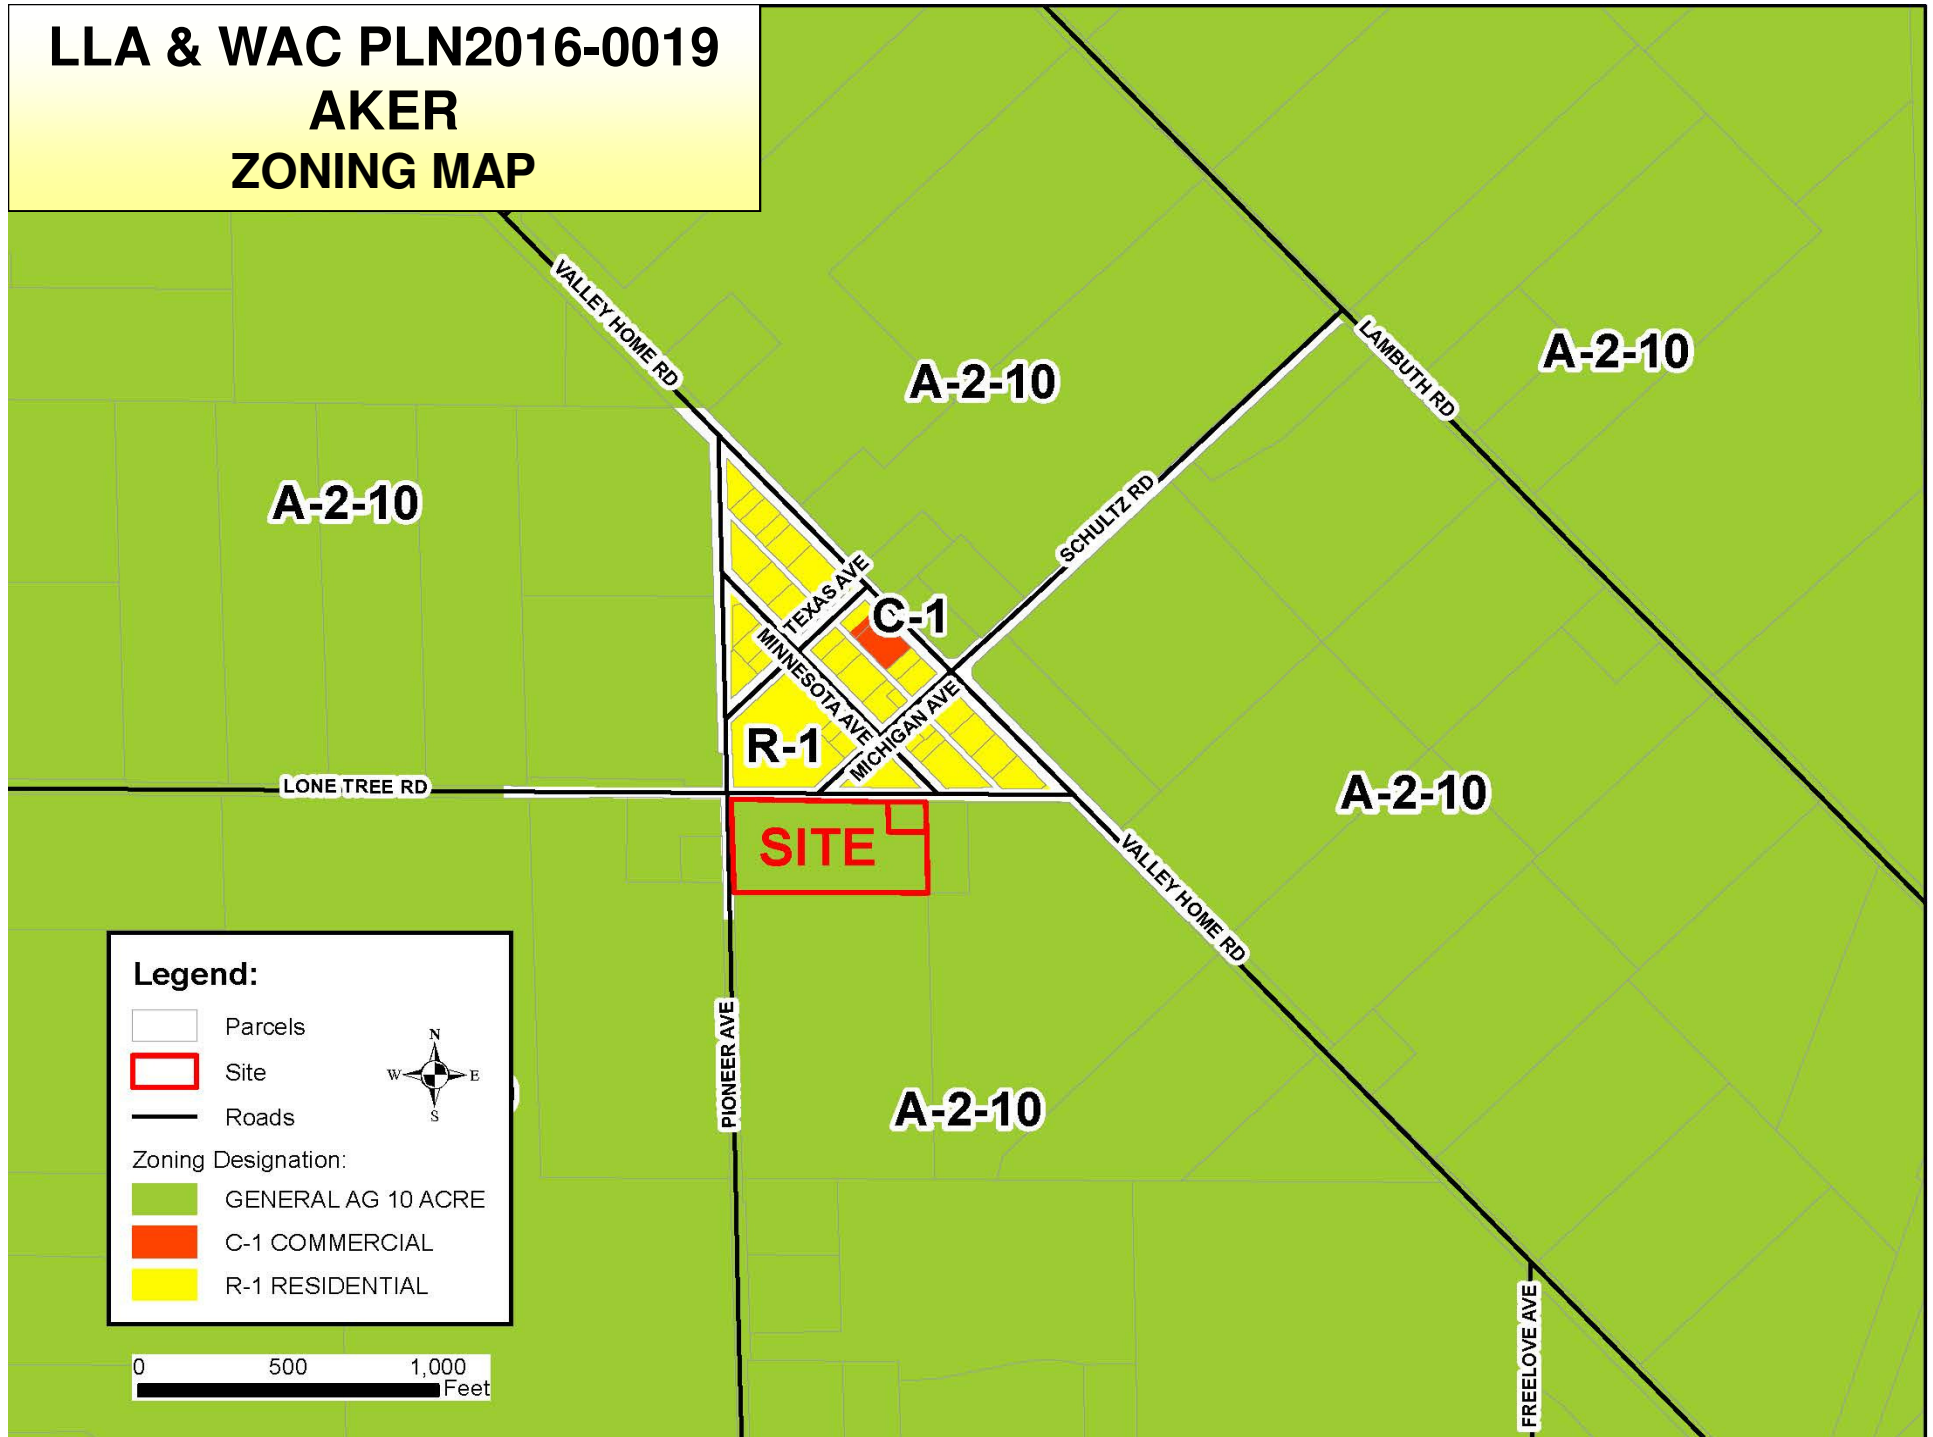 LLA & WAC PLN2016-0019
AKER
ZONING MAP
VALLEY HOME RD
LAMBUTH RD
A-2-10
A-2-10
A-2-10
SCHULTZ RD
TEXAS AVE
C-1
MINNESOTA AVE
MICHIGAN AVE
R-1
LONE TREE RD
A-2-10
SITE
VALLEY HOME RD
PIONEER AVE
A-2-10
FREELOVE AVE
Legend:
Parcels
Site
Roads
N
W
E
S
Zoning Designation:
GENERAL AG 10 ACRE
C-1 COMMERCIAL
R-1 RESIDENTIAL
0 500 1,000
Feet